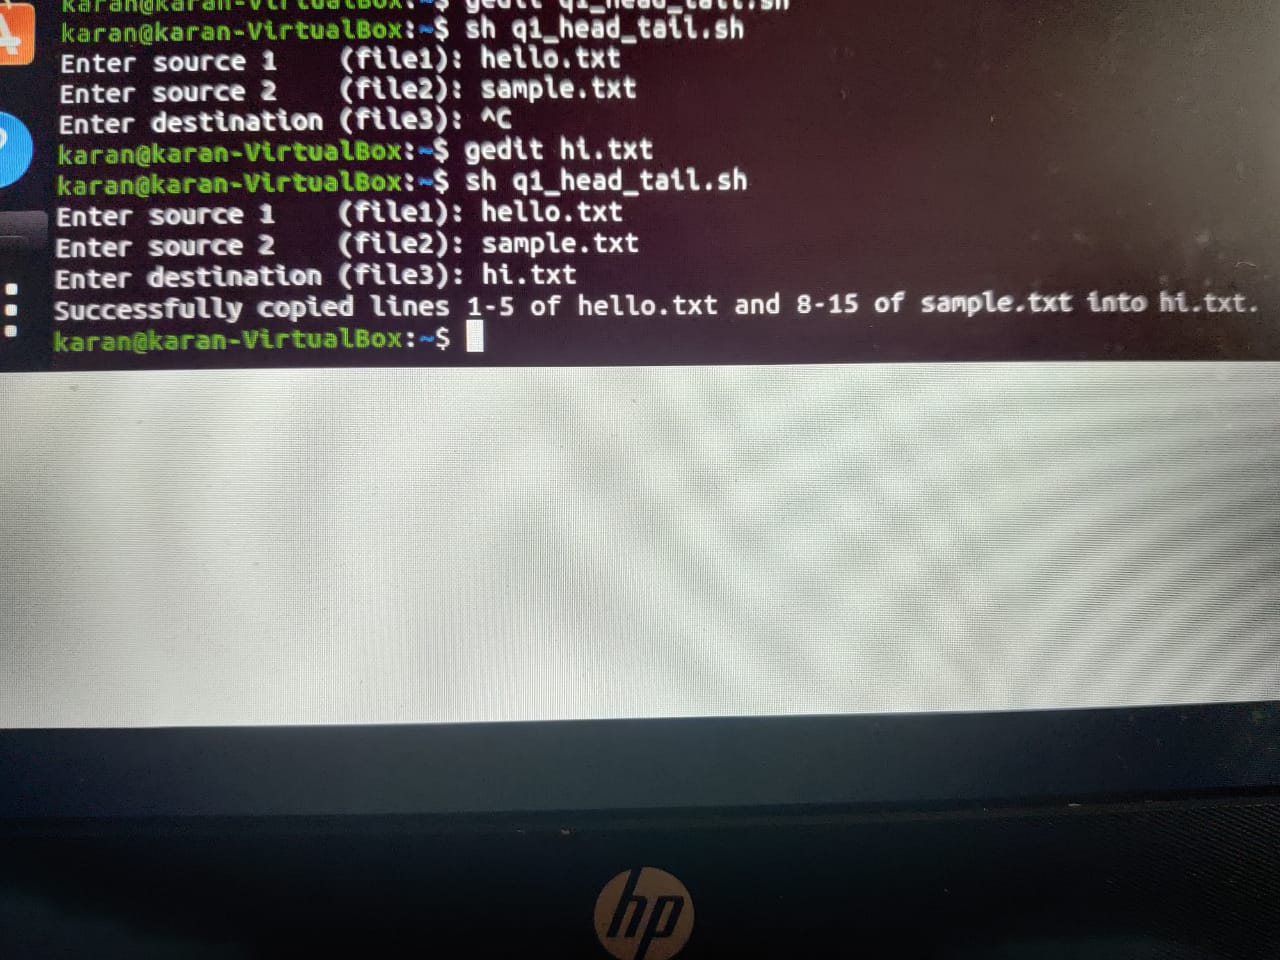 karan@karan-VirtualBox:~$ gedit q1_head_tail.sh
karan@karan-VirtualBox:~$ sh q1_head_tail.sh
Enter source 1    (file1): hello.txt
Enter source 2    (file2): sample.txt
Enter destination (file3): ^C
karan@karan-VirtualBox:~$ gedit hi.txt
karan@karan-VirtualBox:~$ sh q1_head_tail.sh
Enter source 1    (file1): hello.txt
Enter source 2    (file2): sample.txt
Enter destination (file3): hi.txt
Successfully copied lines 1-5 of hello.txt and 8-15 of sample.txt into hi.txt.
karan@karan-VirtualBox:~$
hp